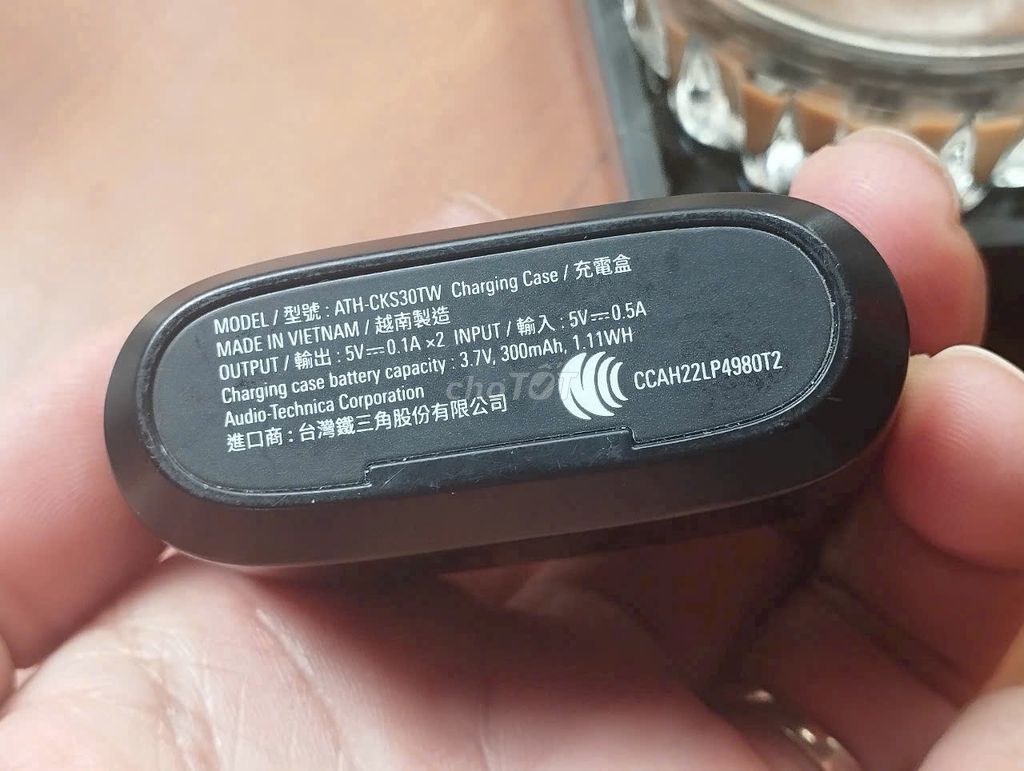 MODEL / 型號 : ATH-CKS30TW Charging Case / 充電盒
MADE IN VIETNAM / 越南製造
OUTPUT / 輸出 : 5V⎓0.1A ×2 INPUT / 輸入 : 5V⎓0.5A
Charging case battery capacity : 3.7V, 300mAh, 1.11WH
Audio-Technica Corporation
進口商 : 台灣鐵三角股份有限公司
CCAH22LP4980T2
chợTỐT